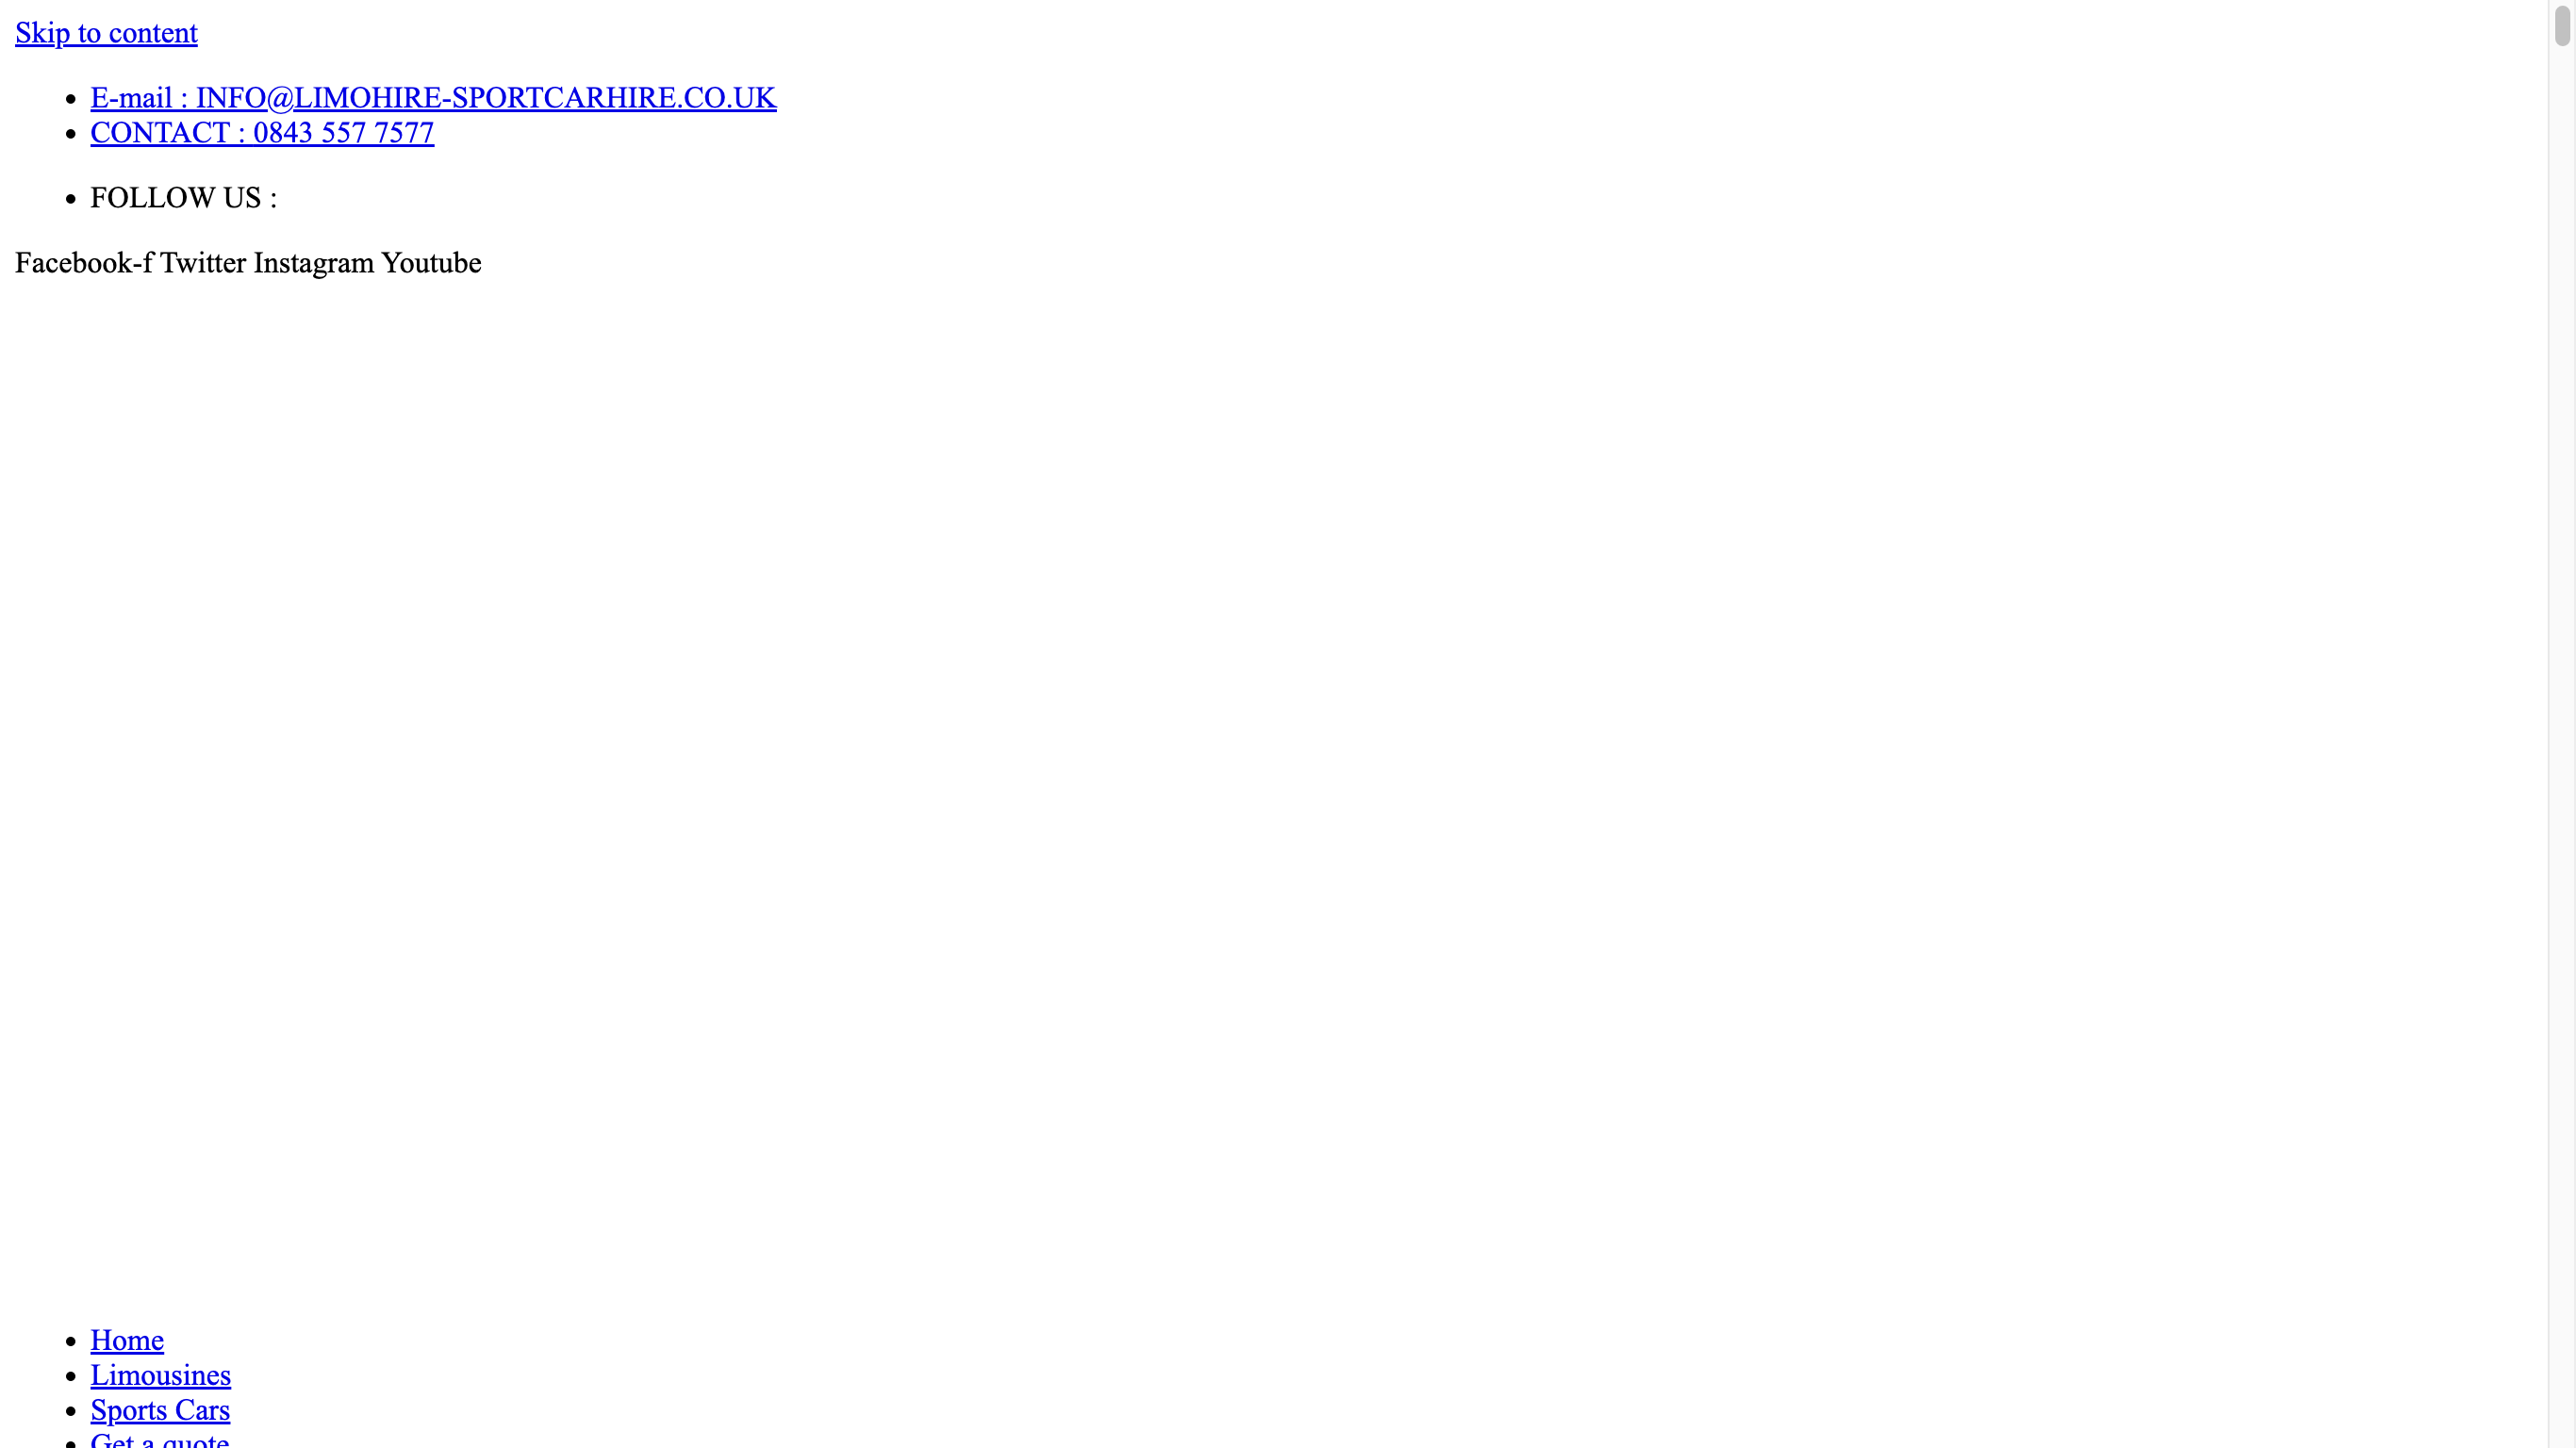 Skip to content
E-mail : INFO@LIMOHIRE-SPORTCARHIRE.CO.UK
CONTACT : 0843 557 7577
FOLLOW US :
Facebook-f Twitter Instagram Youtube
Home
Limousines
Sports Cars
Get a quote